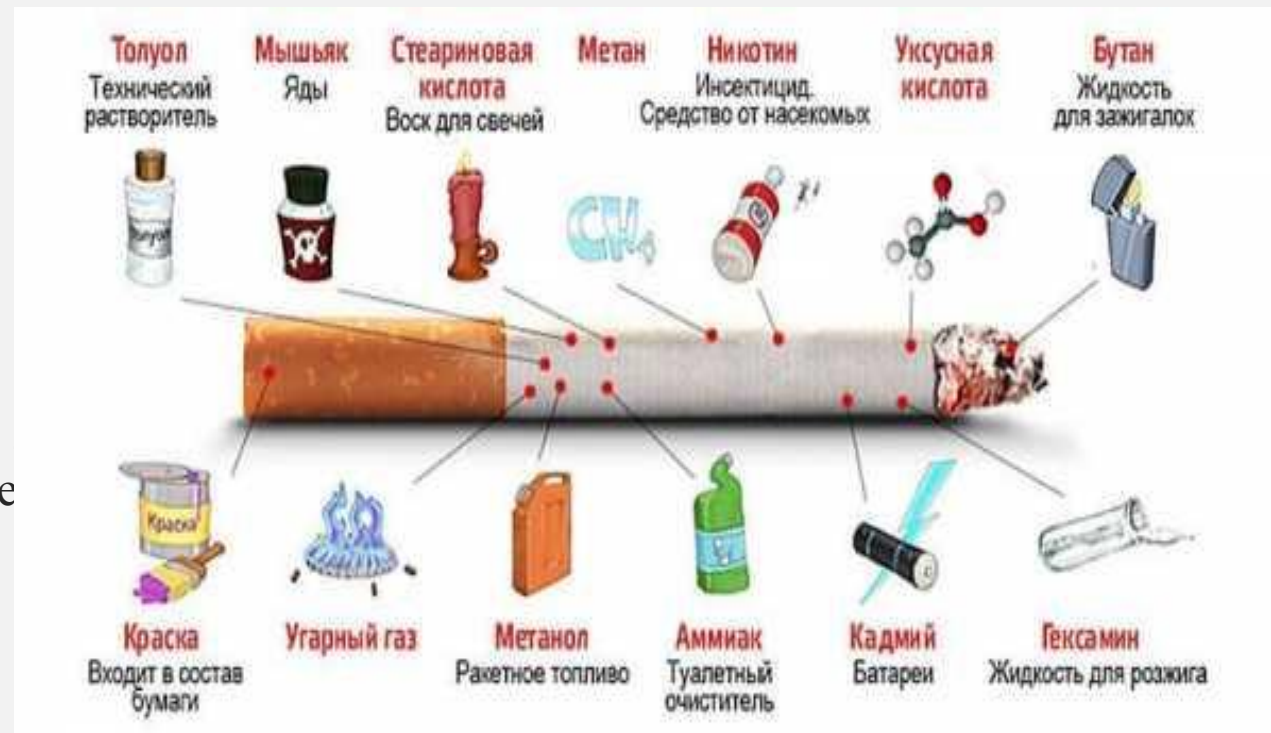 Толуол
Технический
растворитель
Мышьяк
Яды
Стеариновая
кислота
Воск для свечей
Метан
Никотин
Инсектицид.
Средство от насекомых
Уксусная
кислота
Бутан
Жидкость
для зажигалок
CH4
е
Краска
Краска
Входит в состав
бумаги
Угарный газ
Метанол
Ракетное топливо
Аммиак
Туалетный
очиститель
Кадмий
Батареи
Гексамин
Жидкость для розжига